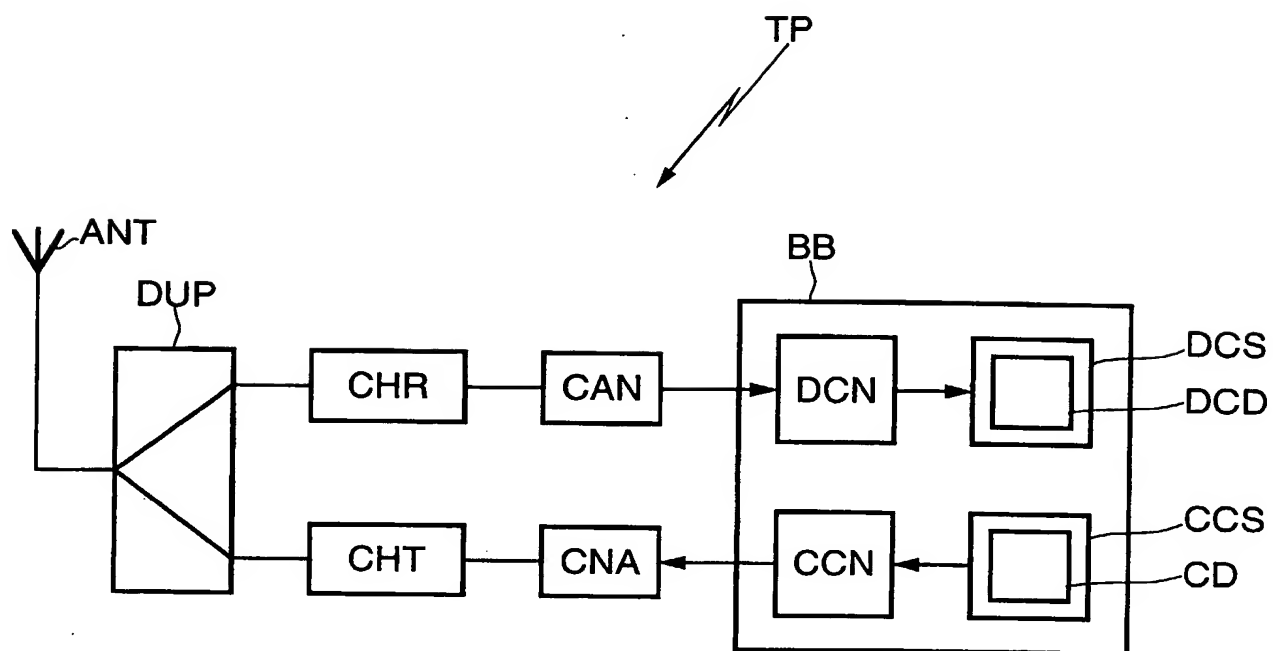 TP
ANT
BB
DUP
DCS
CHR
CAN
DCN
DCD
CCS
CHT
CNA
CCN
CD